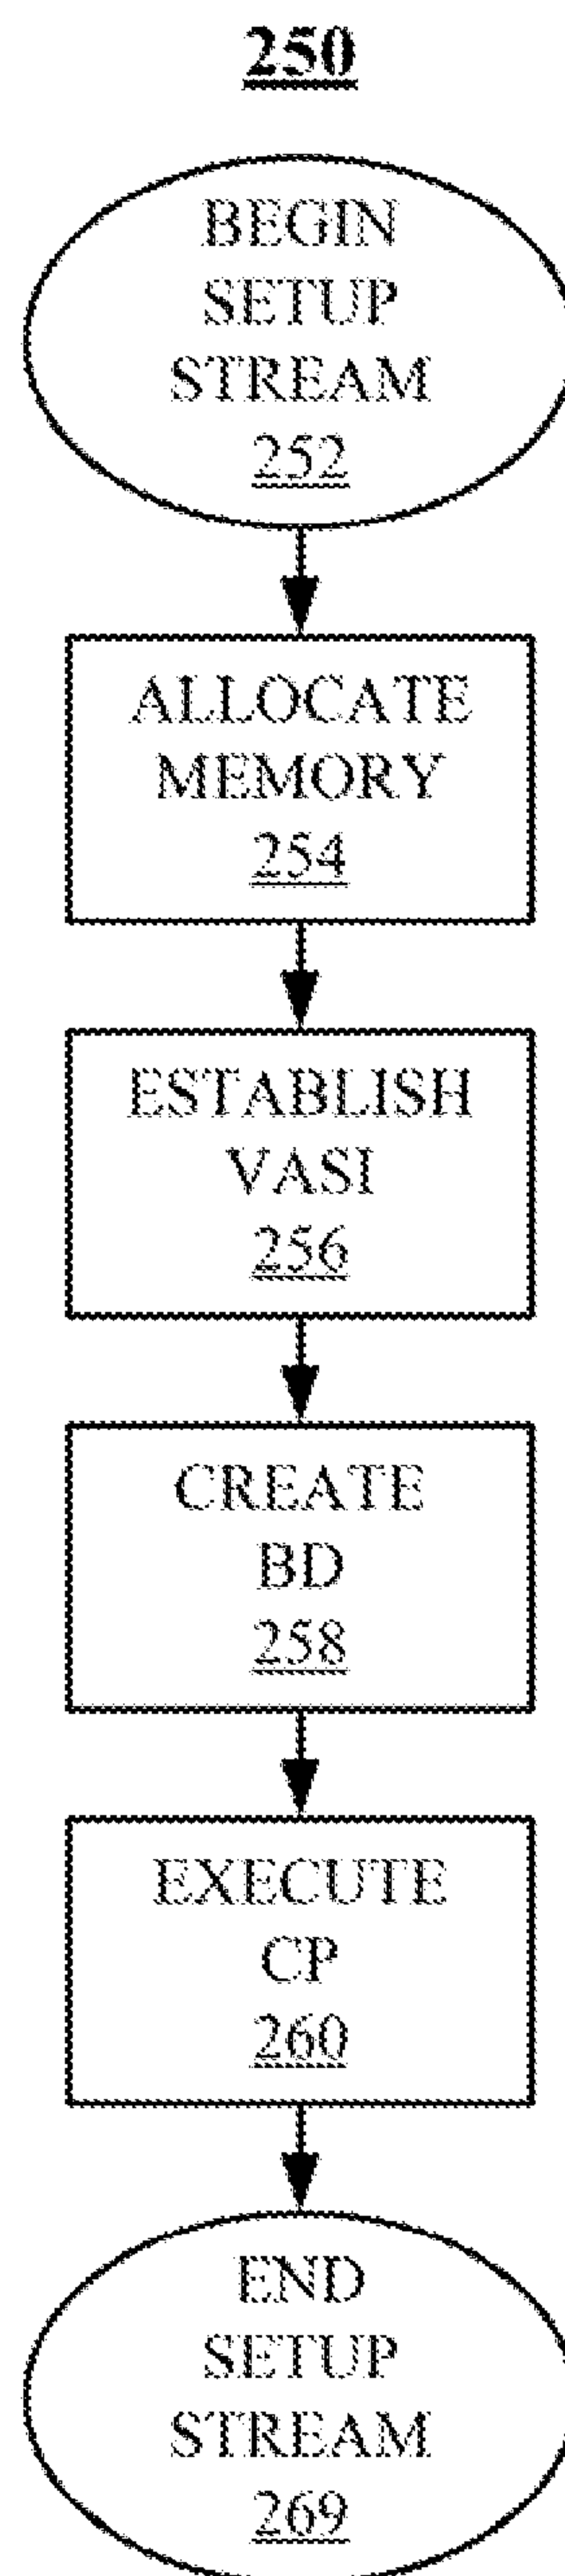 250
BEGIN
SETUP
STREAM
252
ALLOCATE
MEMORY
254
ESTABLISH
VASI
256
CREATE
BD
258
EXECUTE
CP
260
END
SETUP
STREAM
269